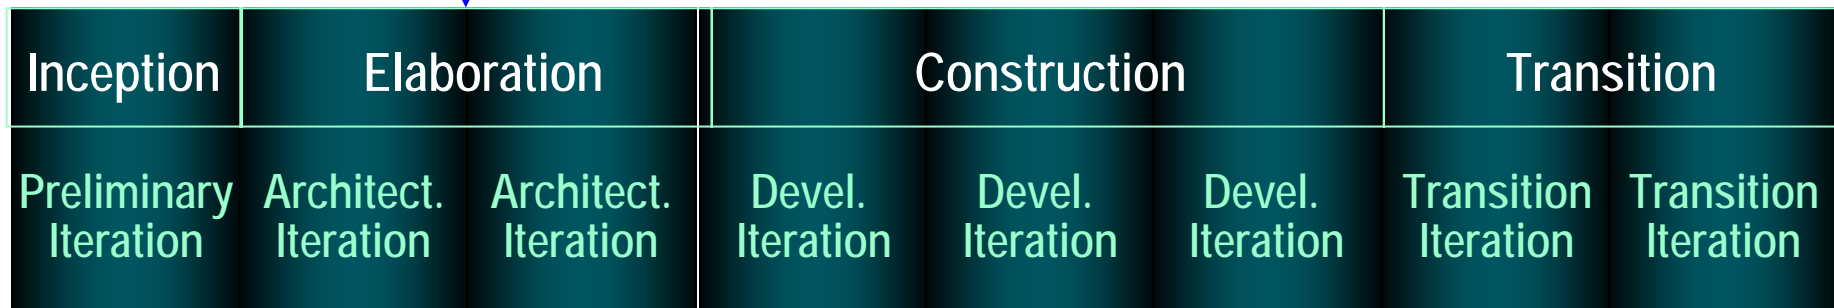 Inception Elaboration Construction Transition
Preliminary Architect. Architect. Devel. Devel. Devel. Transition Transition
Iteration Iteration Iteration Iteration Iteration Iteration Iteration Iteration